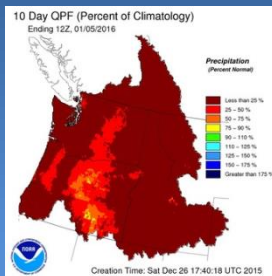 10 Day QPF (Percent of Climatology)
Ending 12Z, 01/05/2016
Precipitation
(Percent Normal)
Less than 25 %
25 – 50 %
50 – 75 %
75 – 90 %
90 – 110 %
110 – 125 %
125 – 150 %
150 – 175 %
Greater than 175 %
NOAA
Creation Time: Sat Dec 26 17:40:18 UTC 2015